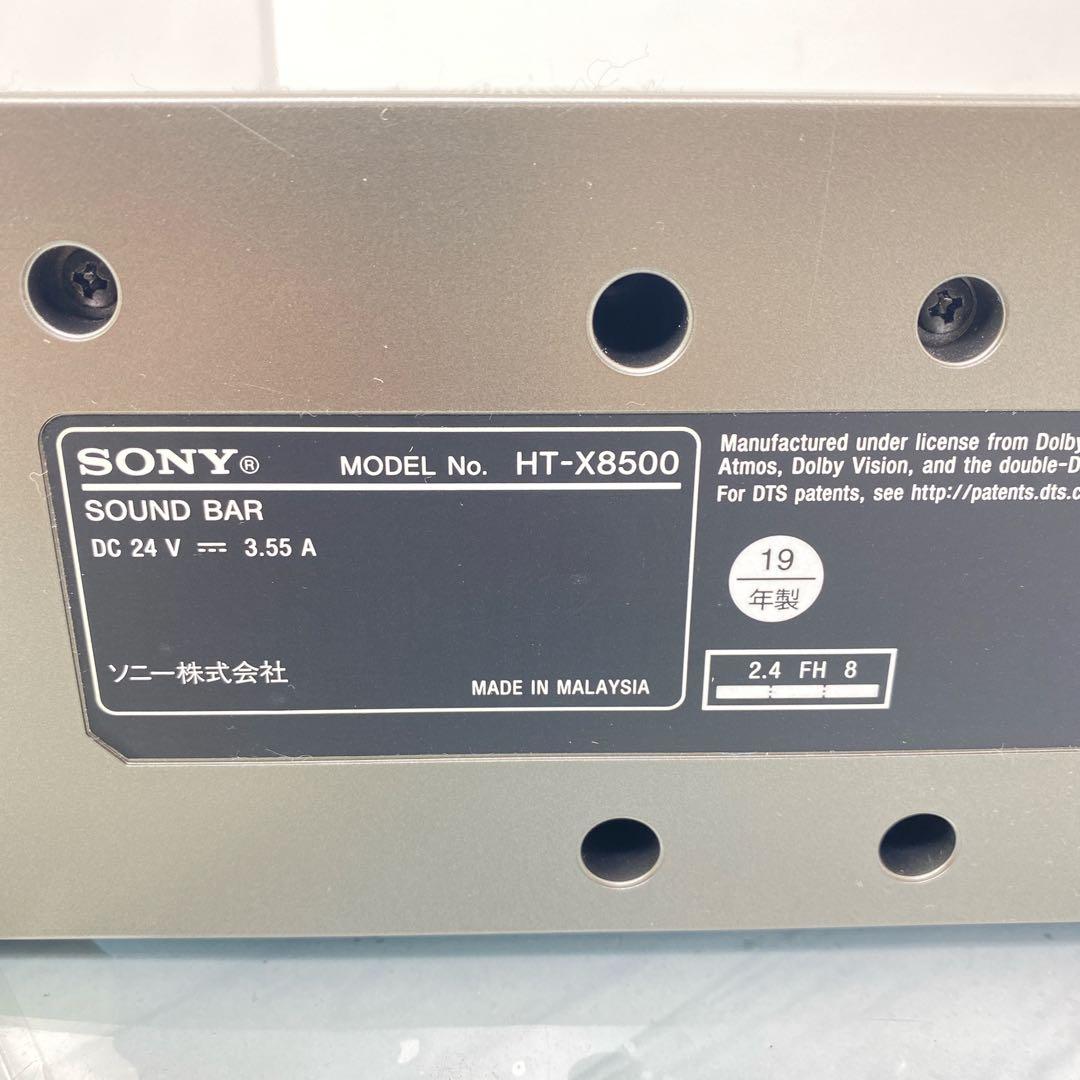 SONY® MODEL No. HT-X8500
SOUND BAR
DC 24 V ⎓ 3.55 A
ソニー株式会社
MADE IN MALAYSIA
Manufactured under license from Dolby
Atmos, Dolby Vision, and the double-D
For DTS patents, see http://patents.dts.c
19
年製
2.4 FH 8